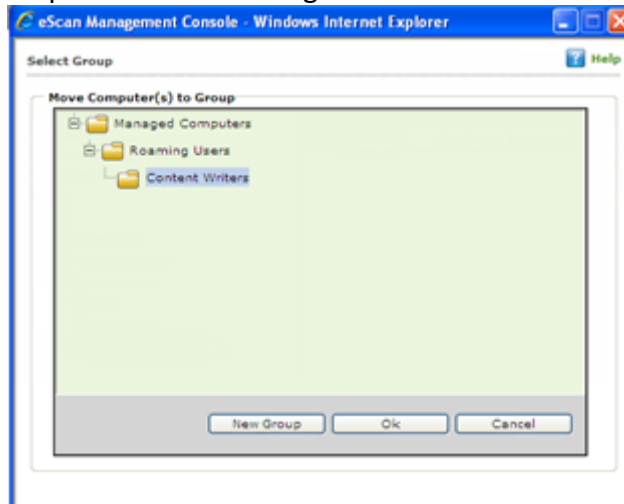 eScan Management Console - Windows Internet Explorer
Select Group
Help
Move Computer(s) to Group
Managed Computers
Roaming Users
Content Writers
New Group
Ok
Cancel